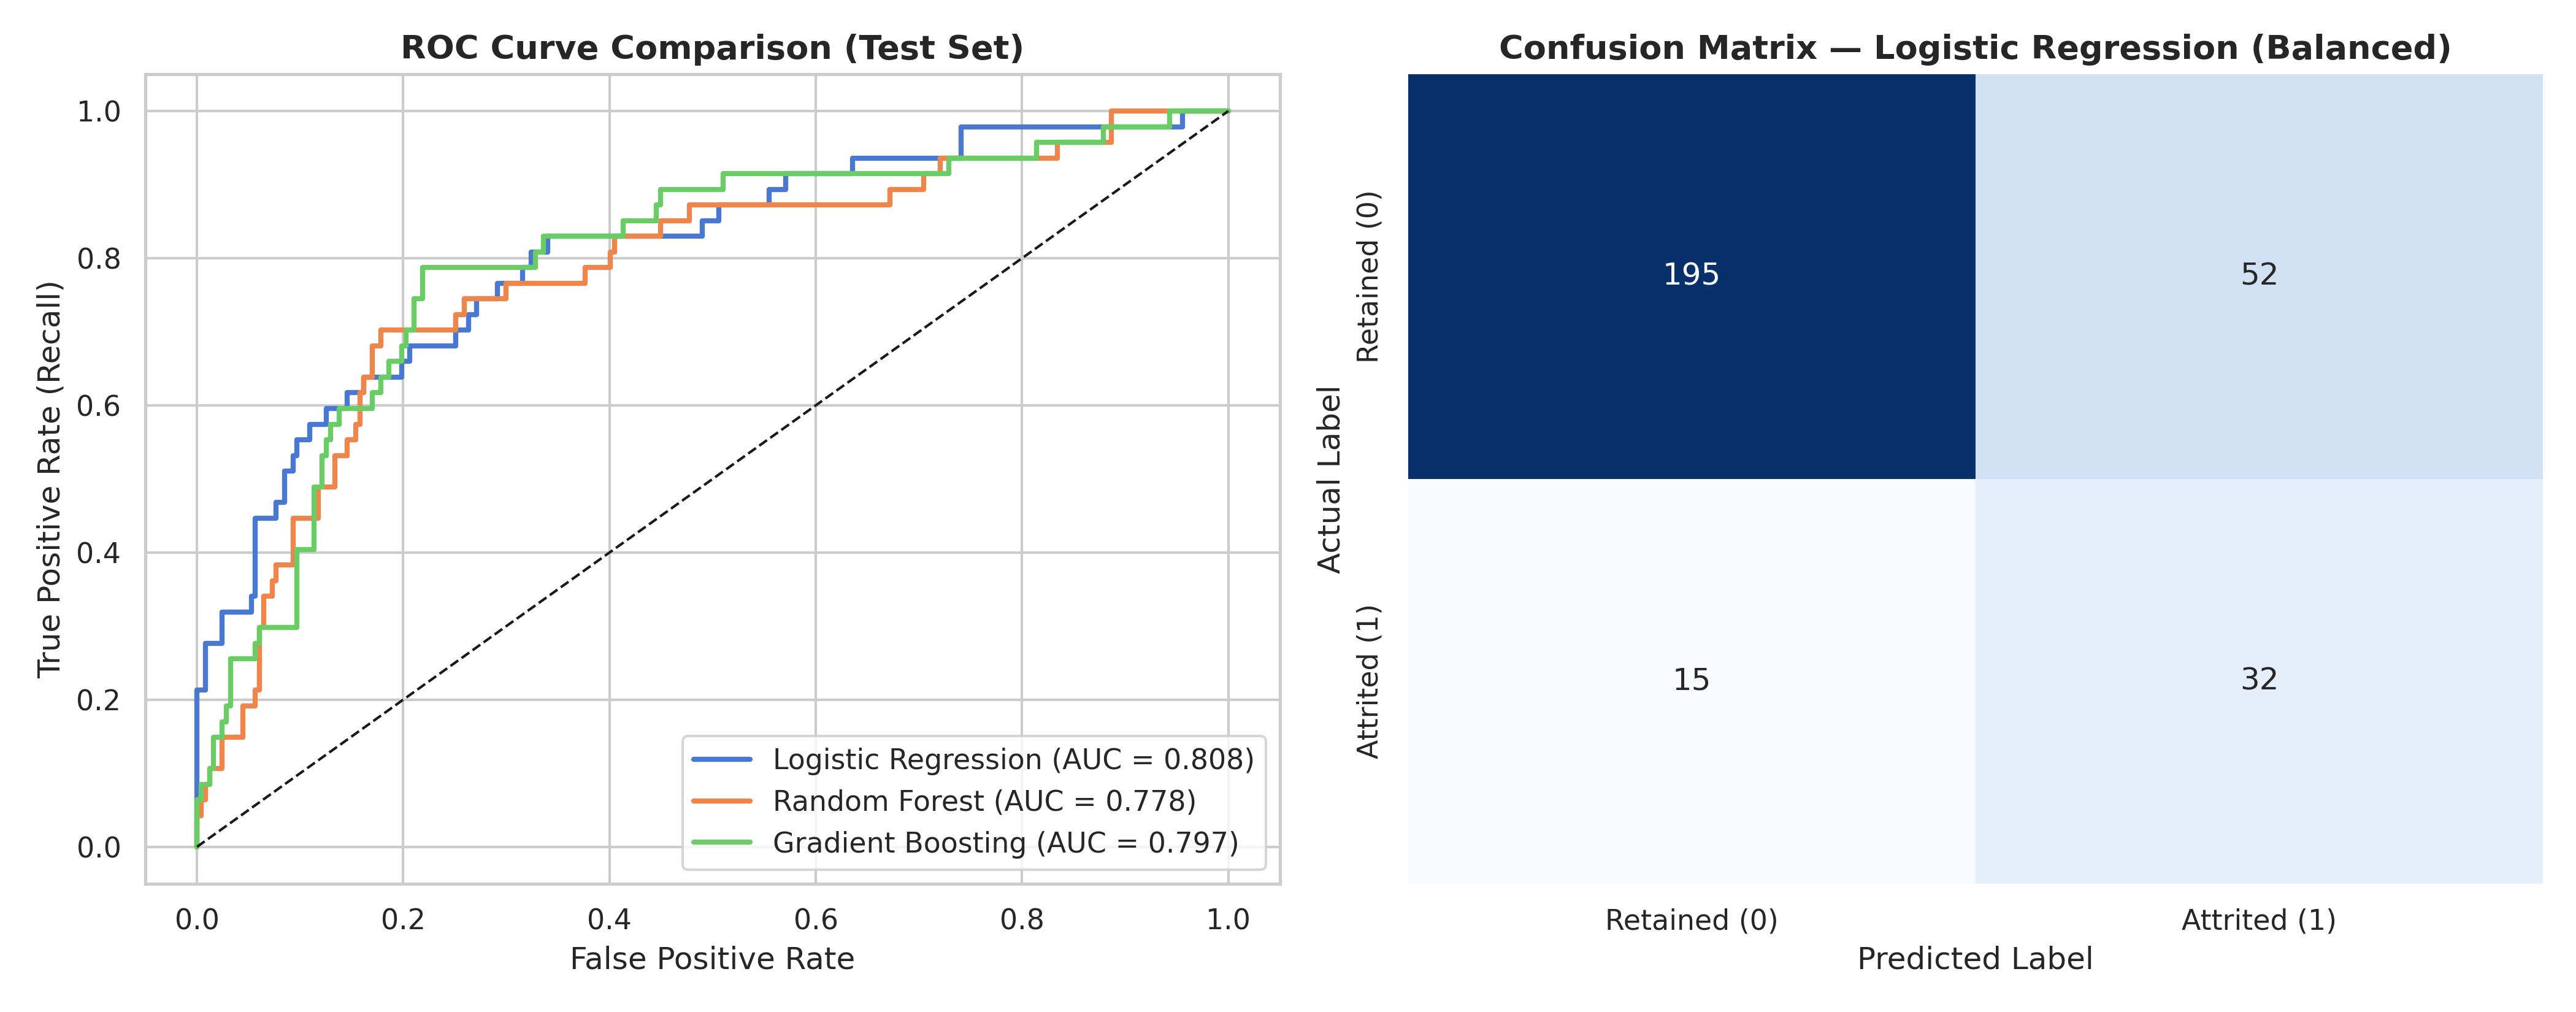 ROC Curve Comparison (Test Set)
True Positive Rate (Recall)
1.0
0.8
0.6
0.4
0.2
0.0
0.0 0.2 0.4 0.6 0.8 1.0
False Positive Rate
Logistic Regression (AUC = 0.808)
Random Forest (AUC = 0.778)
Gradient Boosting (AUC = 0.797)
Confusion Matrix — Logistic Regression (Balanced)
Actual Label
Retained (0)
Attrited (1)
195 52
15 32
Retained (0) Attrited (1)
Predicted Label